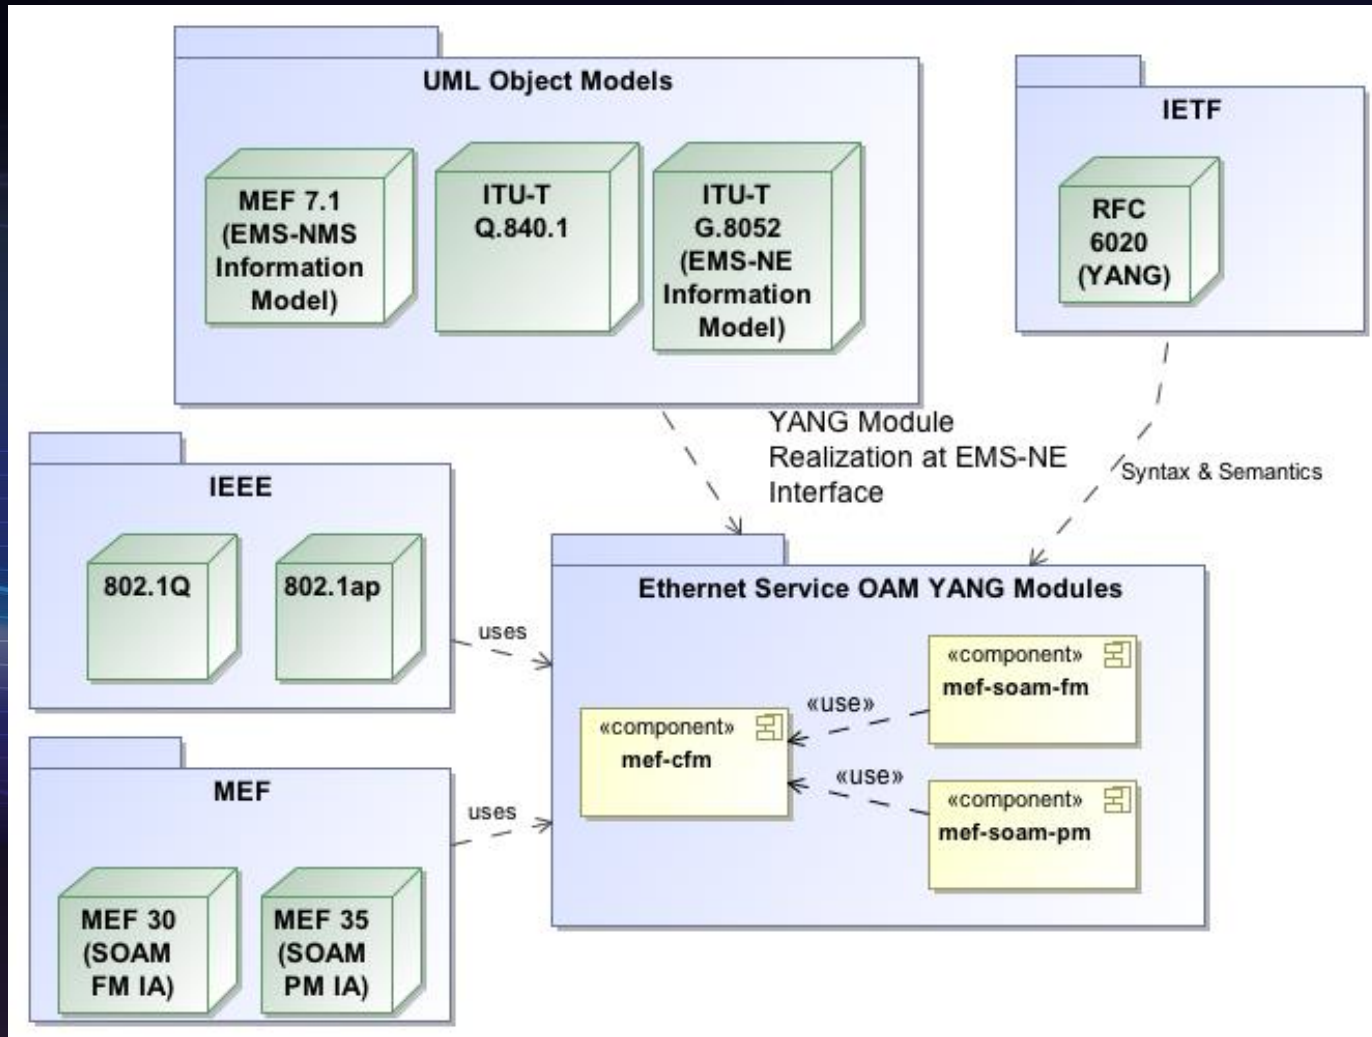 UML Object Models
MEF 7.1
(EMS-NMS
Information
Model)
ITU-T
Q.840.1
ITU-T
G.8052
(EMS-NE
Information
Model)
IETF
RFC
6020
(YANG)
YANG Module
Realization at EMS-NE
Interface
Syntax & Semantics
IEEE
802.1Q
802.1ap
uses
MEF
MEF 30
(SOAM
FM IA)
MEF 35
(SOAM
PM IA)
uses
Ethernet Service OAM YANG Modules
«component»
mef-cfm
«use»
«use»
«component»
mef-soam-fm
«component»
mef-soam-pm